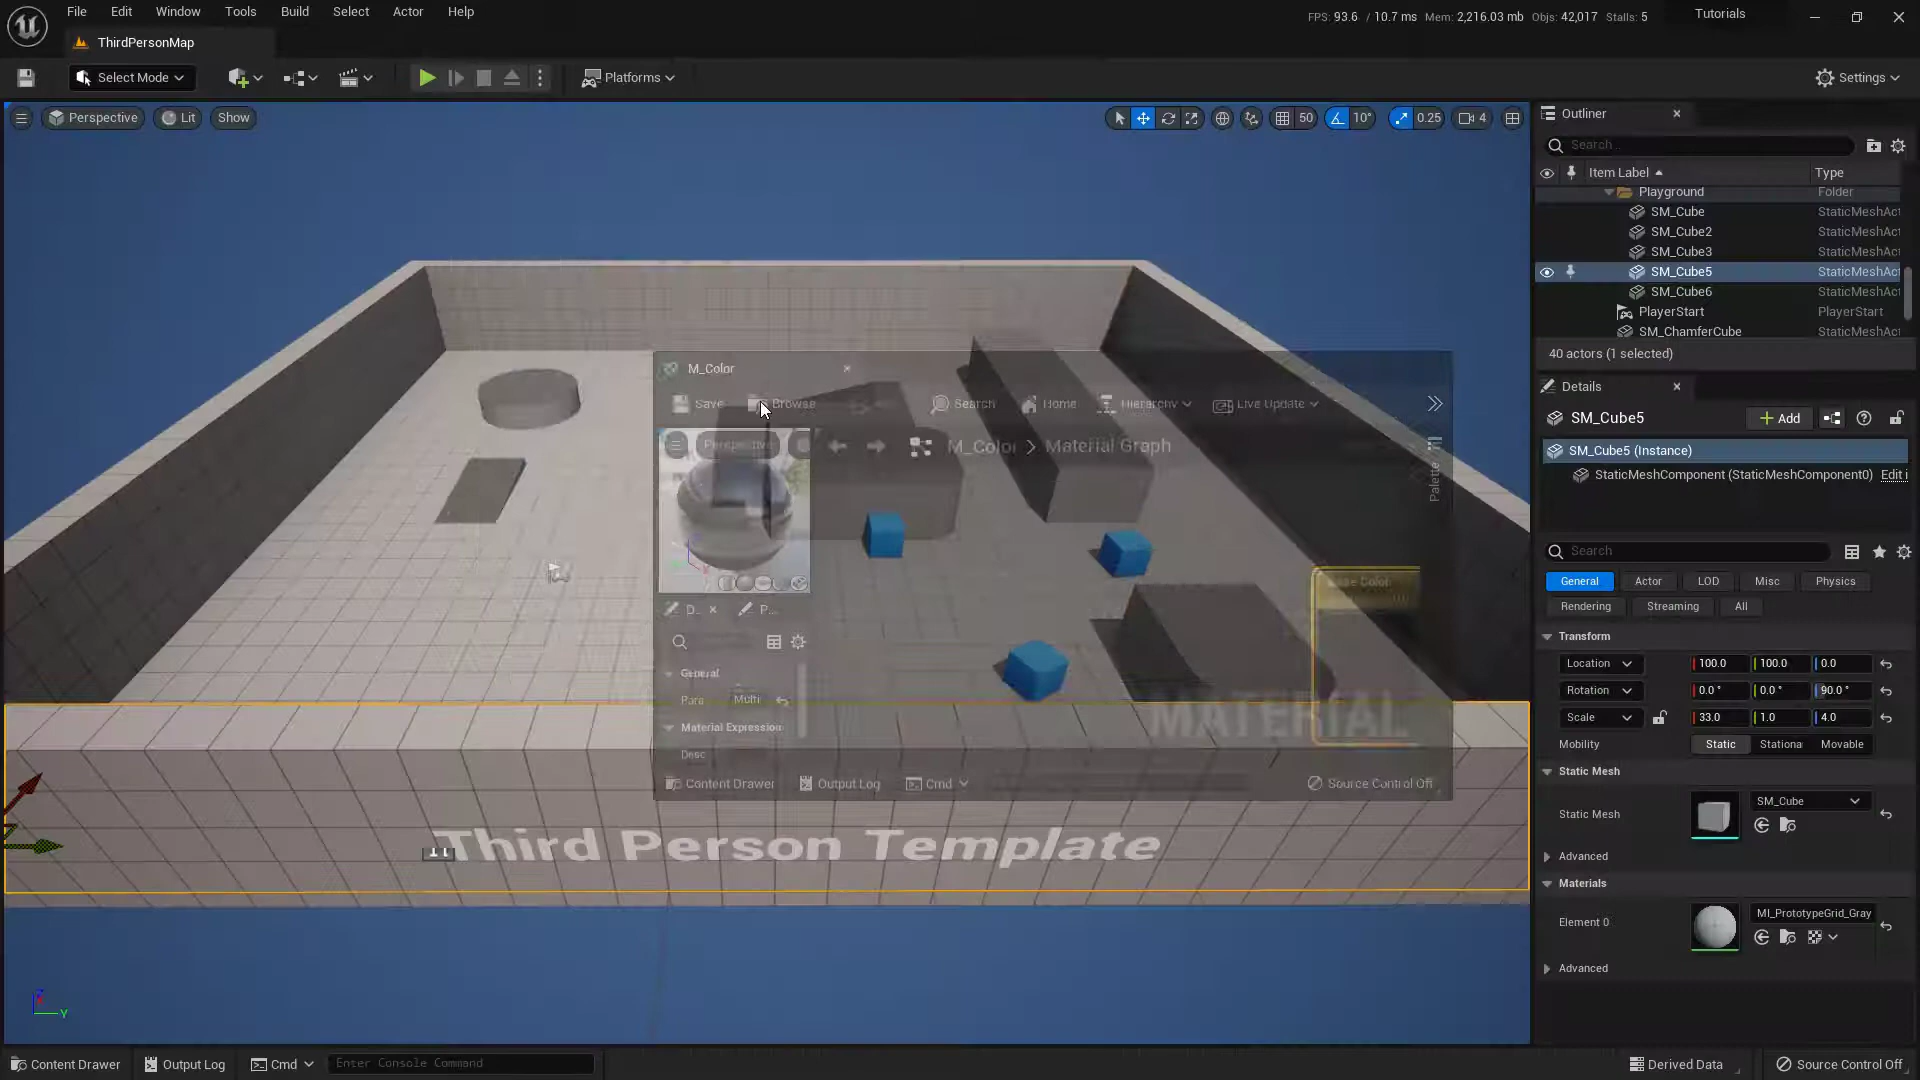 File Edit Window Tools Build Select Actor Help
FPS: 93.6 / 10.7 ms Mem: 2,216.03 mb Objs: 42,017 Stalls: 5
Tutorials
ThirdPersonMap
Select Mode
Platforms
Settings
Perspective Lit Show
50 10° 0.25 4
Outliner
Search...
Item Label Type
Playground Folder
SM_Cube StaticMeshAct
SM_Cube2 StaticMeshAct
SM_Cube3 StaticMeshAct
SM_Cube5 StaticMeshAct
SM_Cube6 StaticMeshAct
PlayerStart PlayerStart
SM_ChamferCube StaticMeshAct
40 actors (1 selected)
Details
SM_Cube5
Add
SM_Cube5 (Instance)
StaticMeshComponent (StaticMeshComponent0) Edit i
Search
General Actor LOD Misc Physics
Rendering Streaming All
Transform
Location 100.0 100.0 0.0
Rotation 0.0 ° 0.0 ° 90.0 °
Scale 33.0 1.0 4.0
Mobility Static Stationa Movable
Static Mesh
Static Mesh SM_Cube
Advanced
Materials
Element 0 MI_PrototypeGrid_Gray
Advanced
M_Color
Save Browse Search Home Hierarchy Live Update
Perspective
M_Color > Material Graph
Palette
D. P...
General
Para Multi
Material Expression
Desc
Base Color
MATERIAL
Content Drawer Output Log Cmd Source Control Off
Third Person Template
Z
Y
Content Drawer Output Log Cmd Enter Console Command
Derived Data Source Control Off